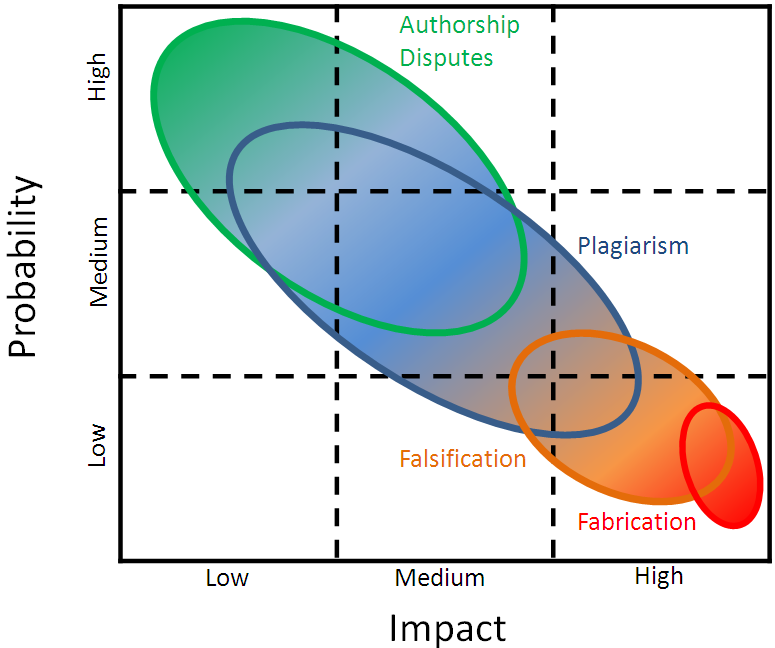 Authorship
Disputes
High
Plagiarism
Medium
Probability
Low
Falsification
Fabrication
Low
Medium
High
Impact